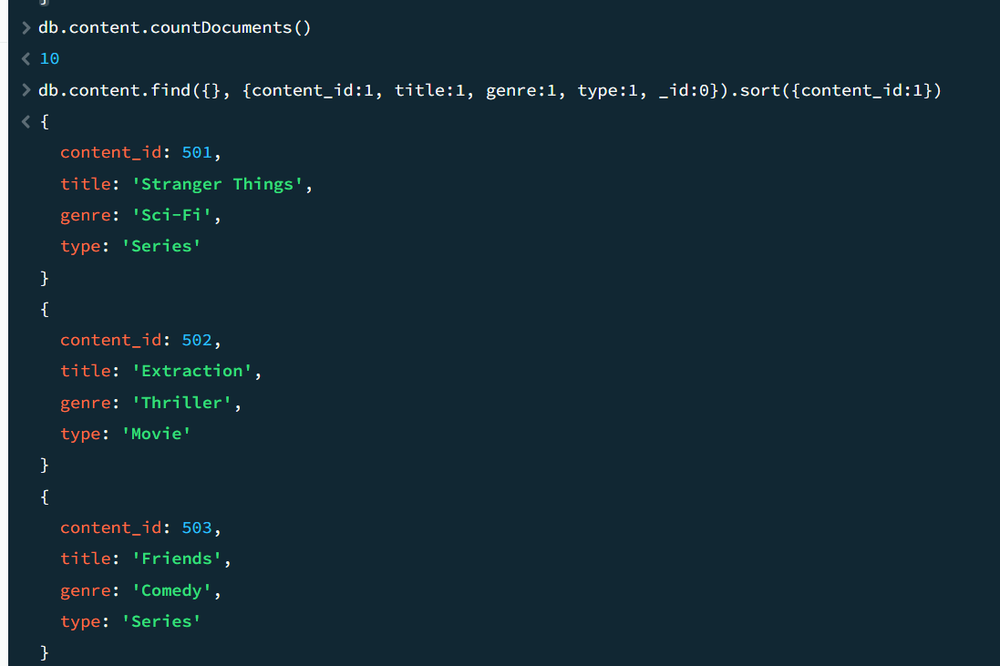 }
> db.content.countDocuments()
< 10
> db.content.find({}, {content_id:1, title:1, genre:1, type:1, _id:0}).sort({content_id:1})
< {
content_id: 501,
title: 'Stranger Things',
genre: 'Sci-Fi',
type: 'Series'
}
{
content_id: 502,
title: 'Extraction',
genre: 'Thriller',
type: 'Movie'
}
{
content_id: 503,
title: 'Friends',
genre: 'Comedy',
type: 'Series'
}